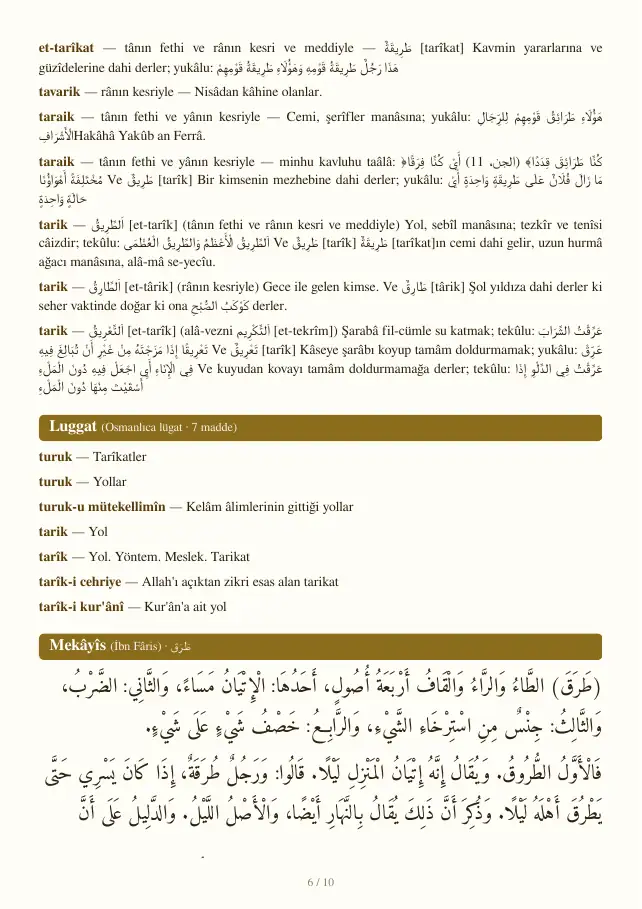 et-tarîkat — tânın fethi ve rânın kesri ve meddiyle — طَرِيقَةٌ [tarîkat] Kavmin yararlarına ve
güzîdelerine dahi derler; yukâlu: هَذَا رَجُلٌ طَرِيقَةُ قَوْمِهِ وَهَؤُلَاءِ طَرِيقَةُ قَوْمِهِمْ
tavarik — rânın kesriyle — Nisâdan kâhine olanlar.
taraik — tânın fethi ve yânın kesriyle — Cemi, şerîfler manâsına; yukâlu: هَؤُلَاءِ طَرَائِقُ قَوْمِهِمْ لِلرِّجَالِ
الْأَشْرَافِHakâhâ Yakûb an Ferrâ.
taraik — tânın fethi ve yânın kesriyle — minhu kavluhu taâlâ: ﴿كُنَّا طَرَائِقَ قِدَدًا﴾ (الجن، 11) أَيْ كُنَّا فِرَقًا
مُخْتَلِفَةً أَهْوَاؤُنَا Ve طَرِيقٌ [tarîk] Bir kimsenin mezhebine dahi derler; yukâlu: مَا زَالَ فُلَانٌ عَلَى طَرِيقَةٍ وَاحِدَةٍ أَيْ
حَالَةٍ وَاحِدَةٍ
tarik — اَلطَّرِيقُ [et-tarîk] (tânın fethi ve rânın kesri ve meddiyle) Yol, sebîl manâsına; tezkîr ve tenîsi
câizdir; tekûlu: اَلطَّرِيقُ الْأَعْظَمُ وَالطَّرِيقُ الْعُظْمَى Ve طَرِيقٌ [tarîk] طَرِيقَةٌ [tarîkat]ın cemi dahi gelir, uzun hurmâ
ağacı manâsına, alâ-mâ se-yecîu.
tarik — اَلطَّارِقُ [et-târik] (rânın kesriyle) Gece ile gelen kimse. Ve طَارِقٌ [târik] Şol yıldıza dahi derler ki
seher vaktinde doğar ki ona كَوْكَبُ الصُّبْحِ derler.
tarik — اَلتَّعْرِيقُ [et-tarîk] (alâ-vezni اَلتَّكْرِيم [et-tekrîm]) Şarabâ fil-cümle su katmak; tekûlu: عَرَّقْتُ الشَّرَابَ
تَعْرِيقًا إِذَا مَزَجْتَهُ مِنْ غَيْرِ أَنْ تُبَالِغَ فِيهِ Ve تَعْرِيقٌ [tarîk] Kâseye şarâbı koyup tamâm doldurmamak; yukâlu: عَرِّقْ
فِي الْإِنَاءِ أَيِ اجْعَلْ فِيهِ دُونَ الْمَلْءِ Ve kuyudan kovayı tamâm doldurmamağa derler; tekûlu: عَرَّقْتُ فِي الدَّلْوِ إِذَا
أَسْقَيْتَ مِنْهَا دُونَ الْمَلْءِ
Luggat (Osmanlıca lügat · 7 madde)
turuk — Tarîkatler
turuk — Yollar
turuk-u mütekellimîn — Kelâm âlimlerinin gittiği yollar
tarik — Yol
tarîk — Yol. Yöntem. Meslek. Tarikat
tarîk-i cehriye — Allah'ı açıktan zikri esas alan tarikat
tarîk-i kur'ânî — Kur'ân'a ait yol
Mekâyîs (İbn Fâris) · طَرَقَ
(طَرَقَ) الطَّاءُ وَالرَّاءُ وَالْقَافُ أَرْبَعَةُ أُصُولٍ، أَحَدُهَا: الْإِتْيَانُ مَسَاءً، وَالثَّانِي: الضَّرْبُ،
وَالثَّالِثُ: جِنْسٌ مِنِ اسْتِرْخَاءِ الشَّيْءِ، وَالرَّابِعُ: خَصْفُ شَيْءٍ عَلَى شَيْءٍ.
فَالْأَوَّلُ الطُّرُوقُ. وَيُقَالُ إِنَّهُ إِتْيَانُ الْمَنْزِلِ لَيْلًا. قَالُوا: وَرَجُلٌ طُرَقَةٌ، إِذَا كَانَ يَسْرِي حَتَّى
يَطْرُقَ أَهْلَهُ لَيْلًا. وَذُكِرَ أَنَّ ذَلِكَ يُقَالُ بِالنَّهَارِ أَيْضًا، وَالْأَصْلُ اللَّيْلُ. وَالدَّلِيلُ عَلَى أَنَّ
6 / 10